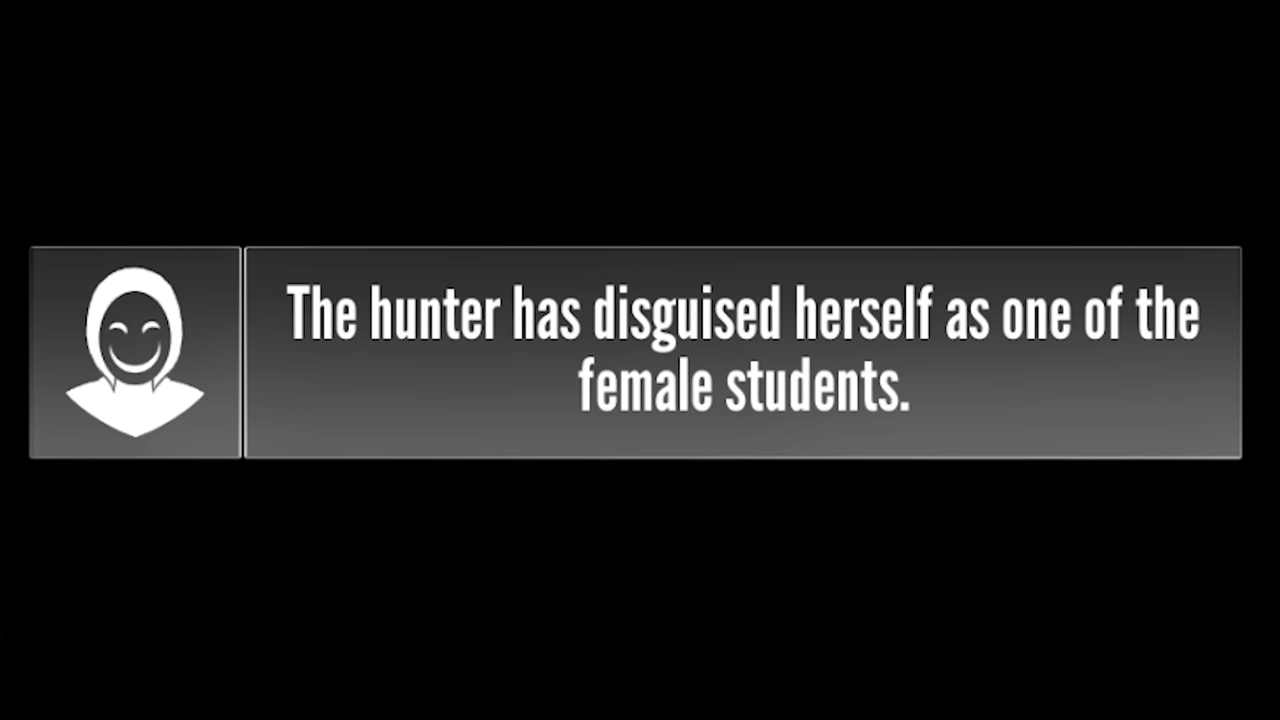 The hunter has disguised herself as one of the
female students.